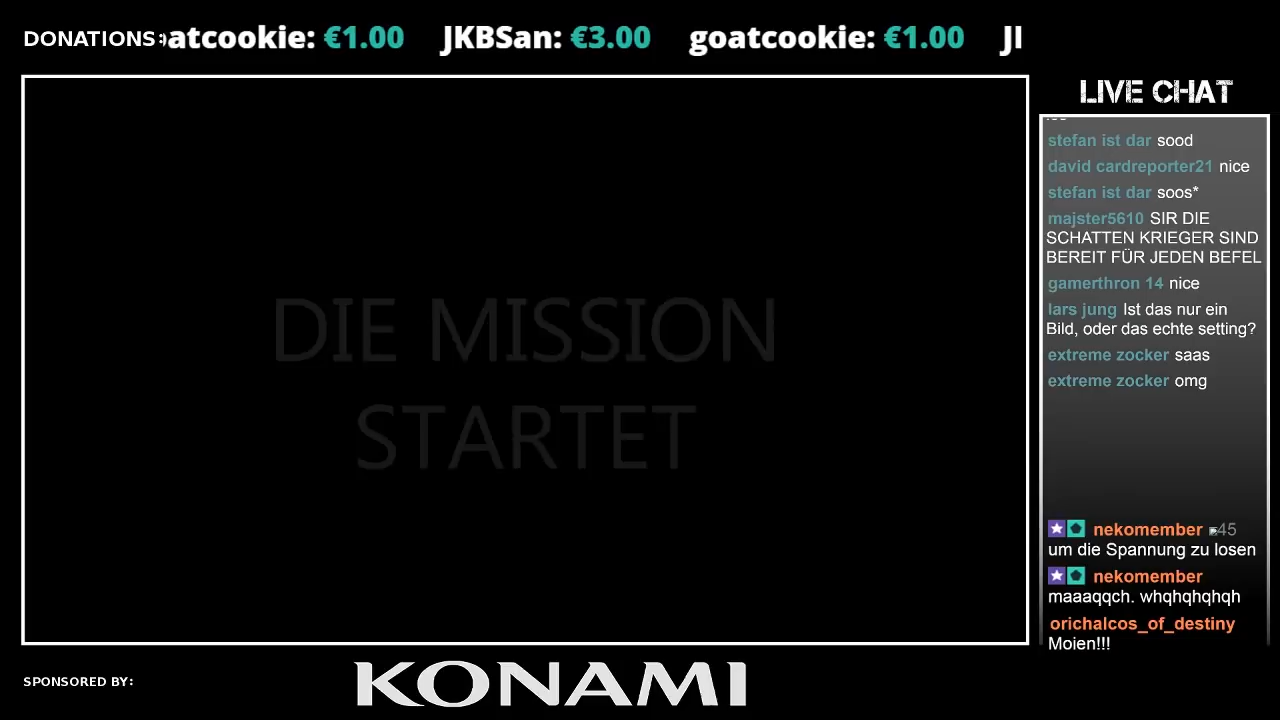 DONATIONS: atcookie: €1.00 JKBSan: €3.00 goatcookie: €1.00
LIVE CHAT
stefan ist dar sood
david cardreporter21 nice
stefan ist dar soos*
majster5610 SIR DIE
SCHATTEN KRIEGER SIND
BEREIT FÜR JEDEN BEFEL
gamerthron 14 nice
lars jung Ist das nur ein
Bild, oder das echte setting?
extreme zocker saas
extreme zocker omg
nekomember 45
um die Spannung zu losen
nekomember
maaaqqch. whqhqhqhqh
orichalcos_of_destiny
Moien!!!
DIE MISSION
STARTET
SPONSORED BY:
KONAMI